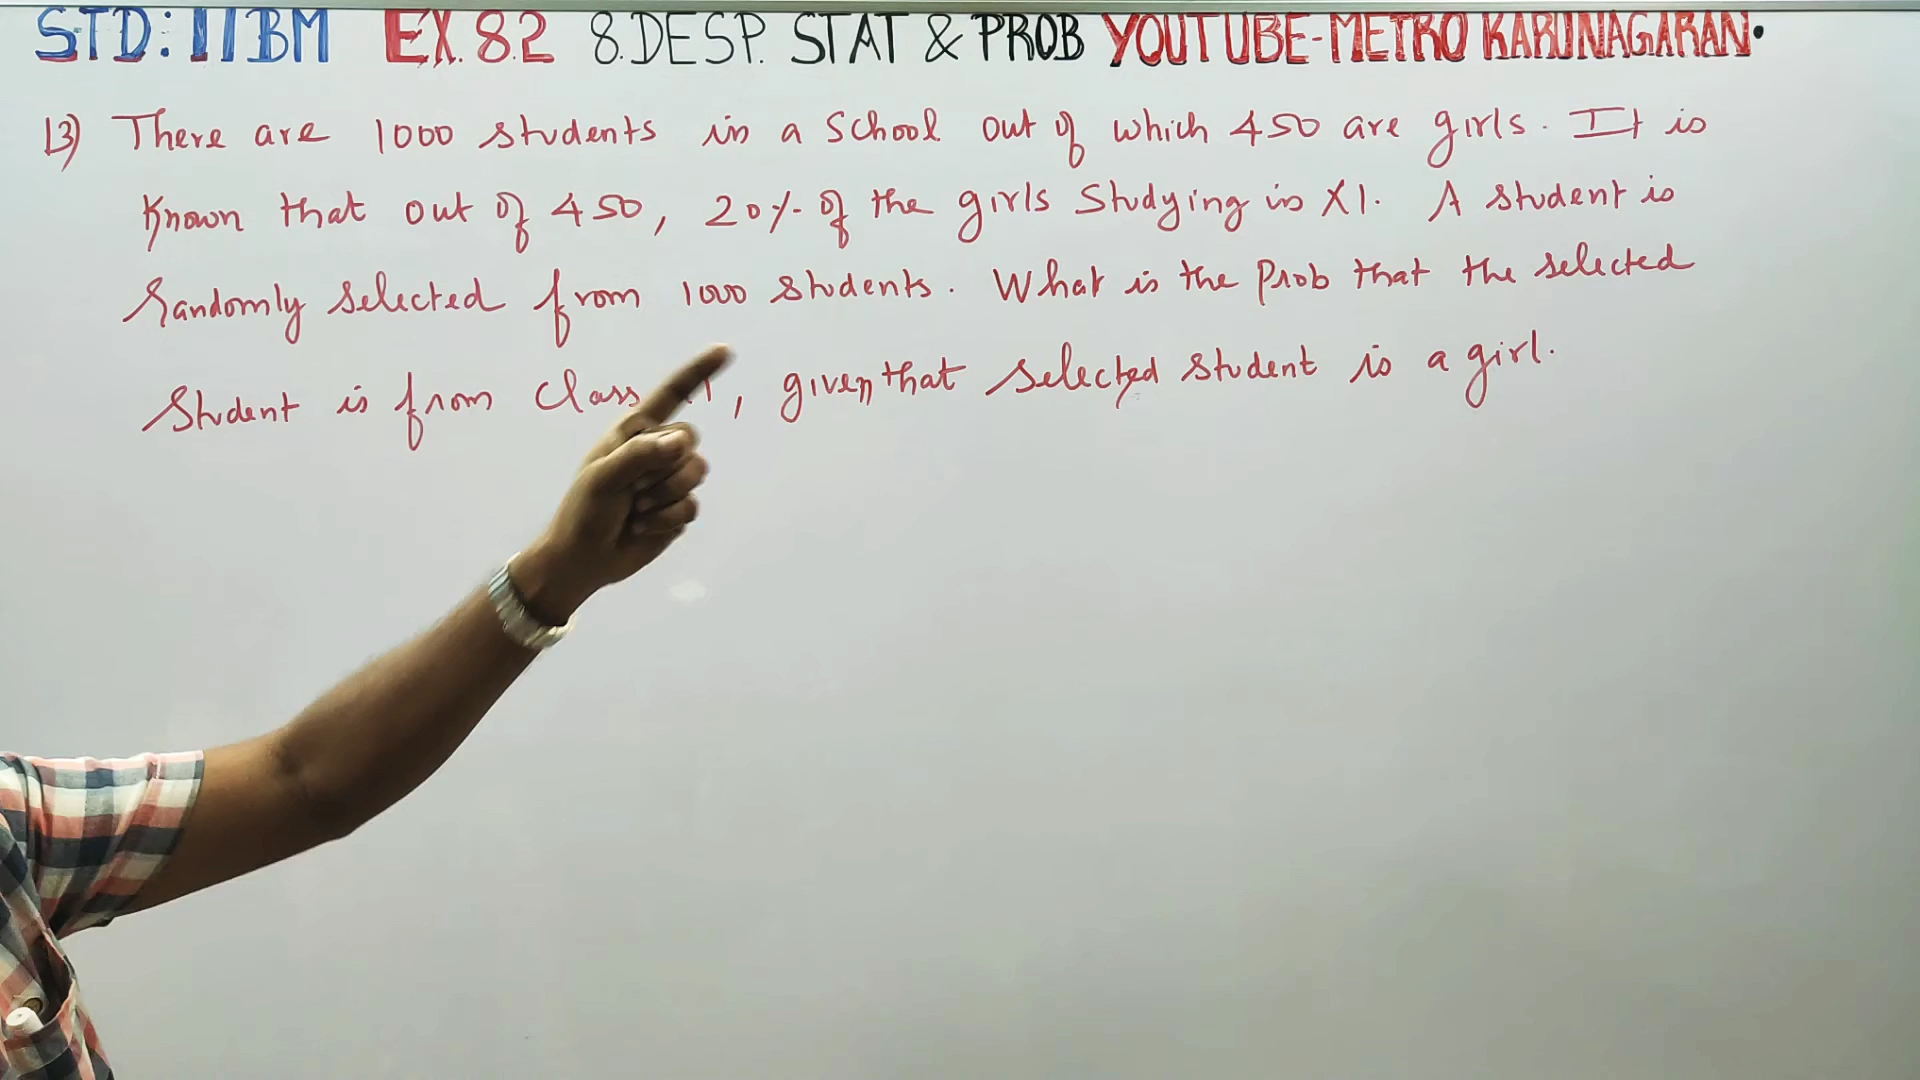 STD: 11 BM EX. 8.2 8. DESP. STAT & PROB YOUTUBE-METRO KARUNAGARAN.
13) There are 1000 students in a School out of which 450 are girls. It is
Known that out of 450, 20% of the girls Studying in XI. A student is
Randomly Selected from 1000 students. What is the Prob that the selected
Student is from Class, given that Selected Student is a girl.